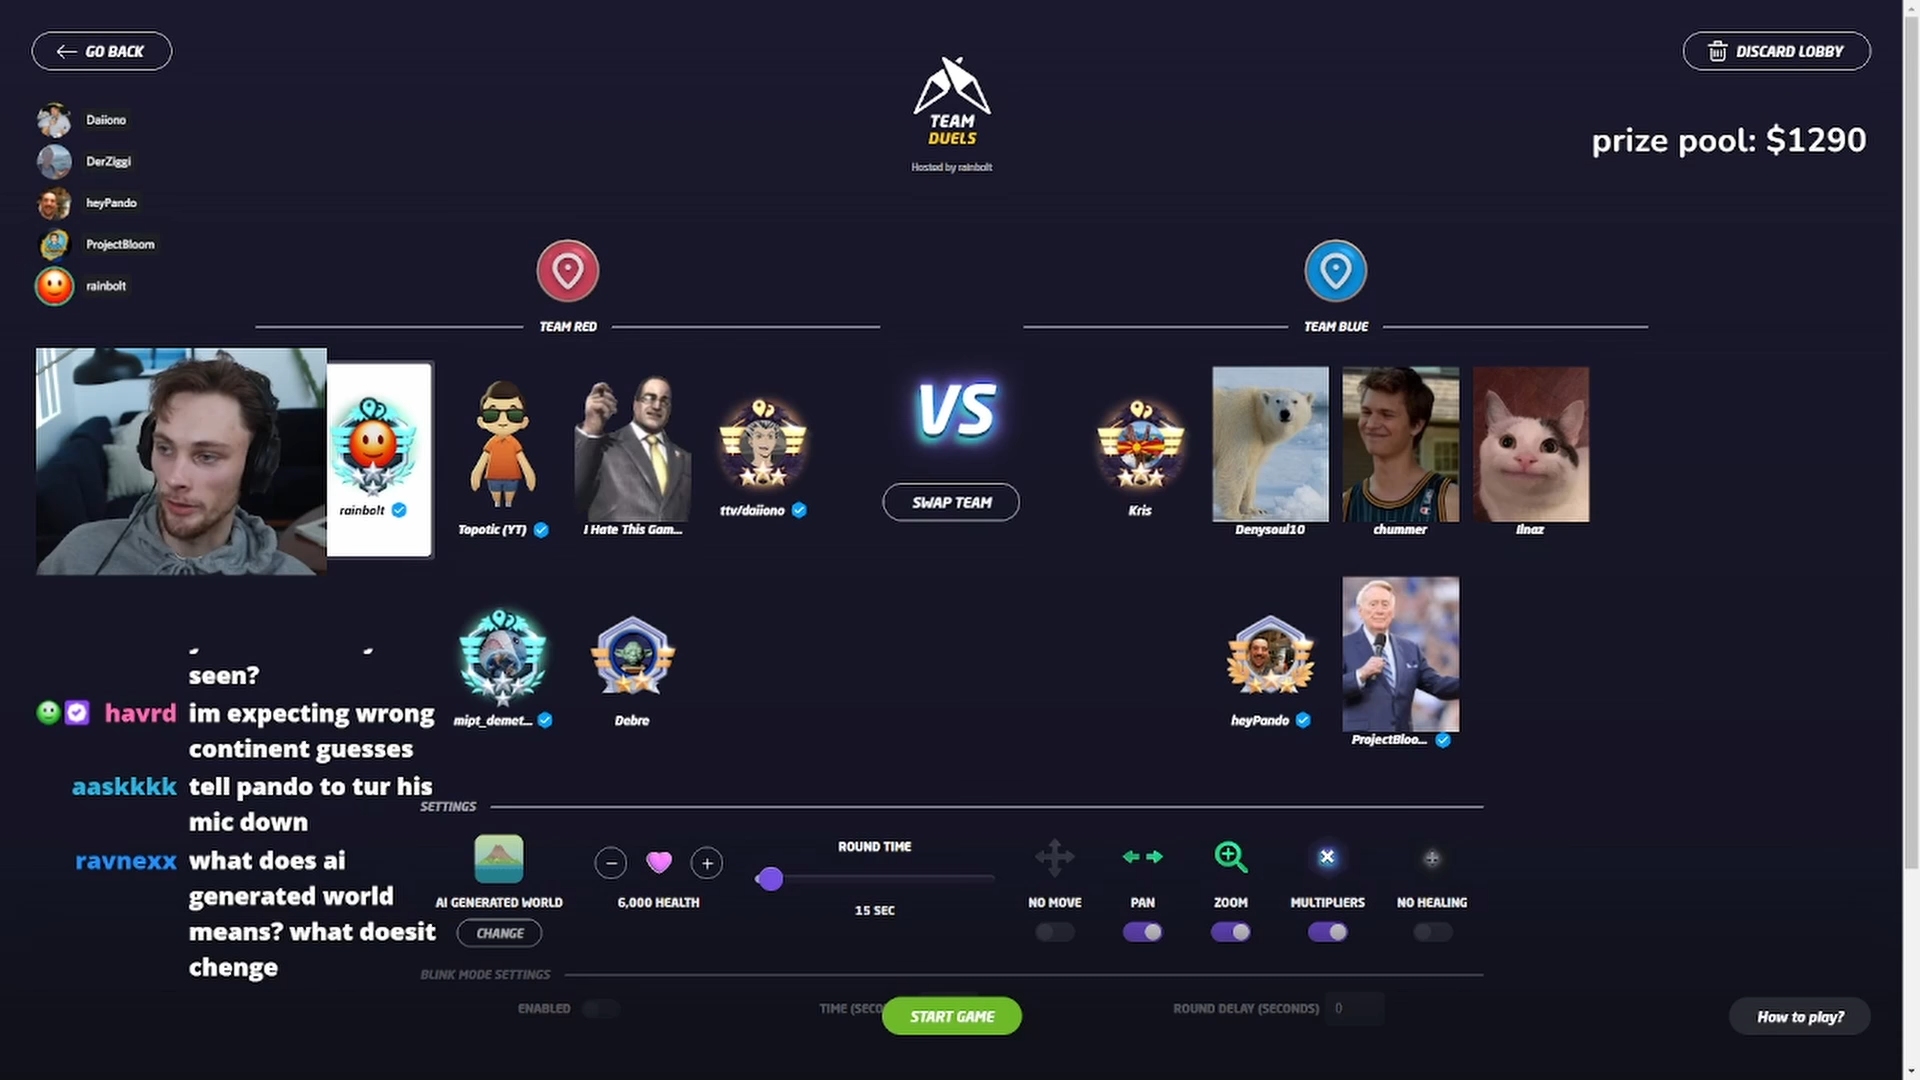 GO BACK
DISCARD LOBBY
TEAM
DUELS
Hosted by rainbolt
prize pool: $1290
Daiiono
DerZiggi
heyPando
ProjectBloom
rainbolt
TEAM RED
TEAM BLUE
VS
SWAP TEAM
rainbolt
Topotic (YT)
I Hate This Gam...
ttv/daiiono
Kris
Denysoul10
chummer
Ilnaz
mipt_demet...
Debre
heyPando
ProjectBloo...
seen?
havrd im expecting wrong
continent guesses
aaskkkk tell pando to tur his
mic down
ravnexx what does ai
generated world
means? what doesit
chenge
SETTINGS
AI GENERATED WORLD
CHANGE
6,000 HEALTH
ROUND TIME
15 SEC
NO MOVE
PAN
ZOOM
MULTIPLIERS
NO HEALING
BLINK MODE SETTINGS
ENABLED
TIME (SECO
START GAME
ROUND DELAY (SECONDS) 0
How to play?